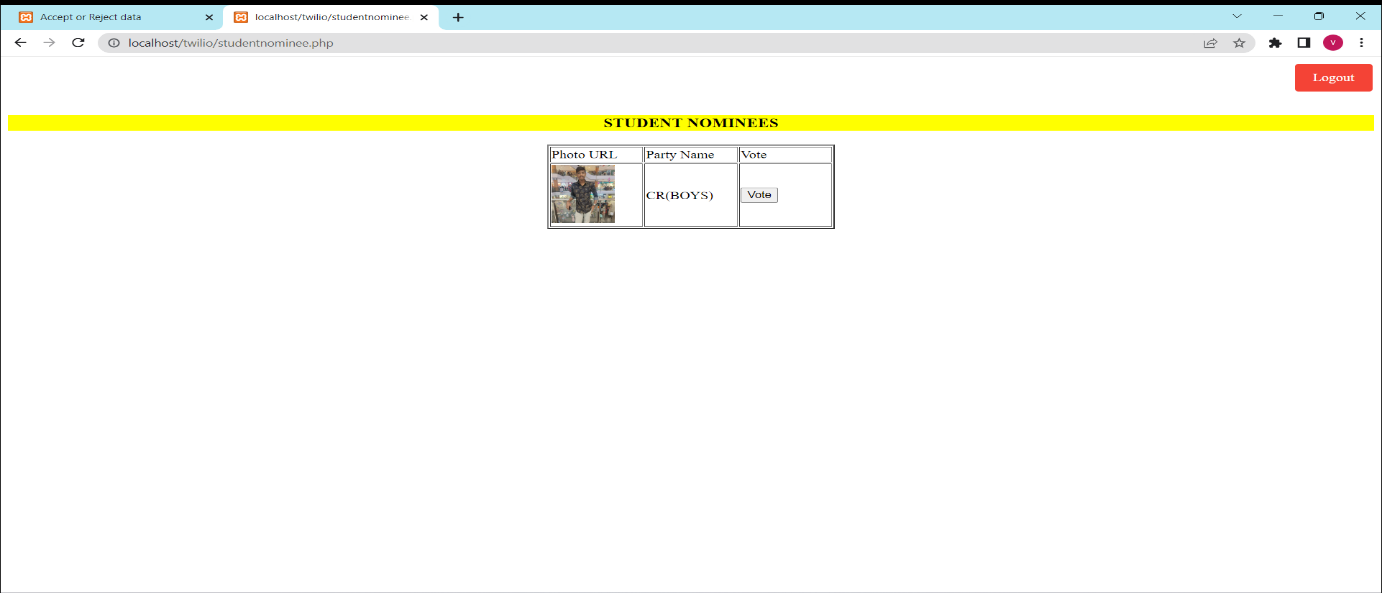 Accept or Reject data
localhost/twilio/studentnominee
localhost/twilio/studentnominee.php
V
Logout
STUDENT NOMINEES
Photo URL Party Name Vote
CR(BOYS) Vote